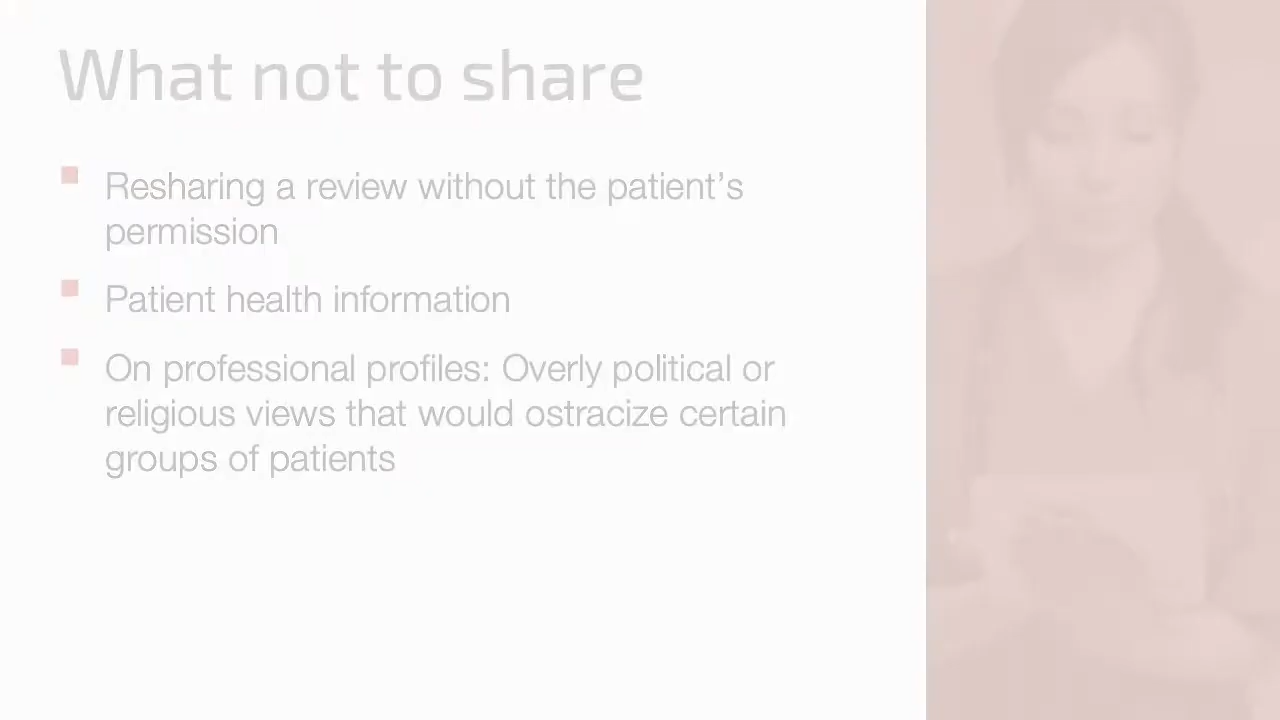 What not to share
Resharing a review without the patient’s
permission
Patient health information
On professional profiles: Overly political or
religious views that would ostracize certain
groups of patients